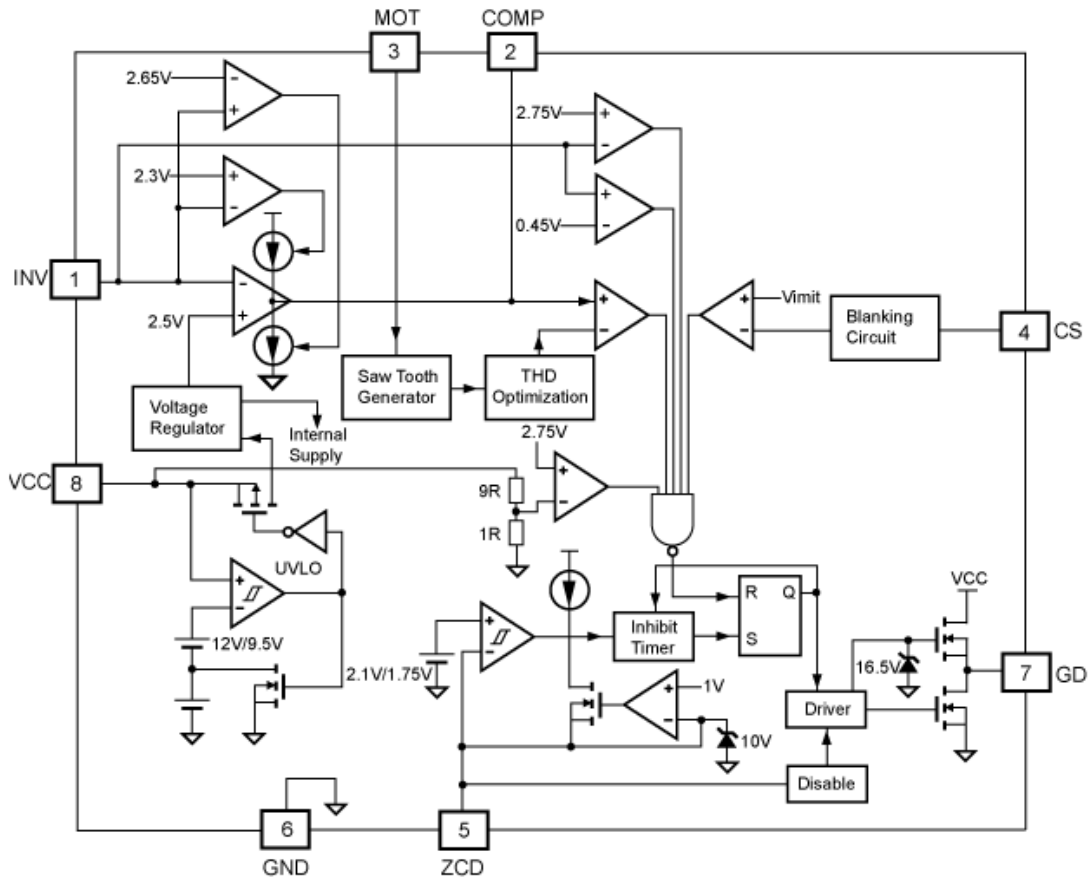 MOT
COMP
3
2
2.65V
-
+
2.75V
+
-
2.3V
+
-
+
0.45V
-
INV
1
-
+
2.5V
+
-
+
Vimit
-
Blanking
Circuit
4
CS
Saw Tooth
Generator
THD
Optimization
Voltage
Regulator
Internal
Supply
2.75V
VCC
8
9R
+
-
1R
UVLO
+
-
12V/9.5V
2.1V/1.75V
+
-
Inhibit
Timer
R
Q
S
VCC
16.5V
7
GD
1V
+
-
10V
Driver
Disable
6
GND
5
ZCD